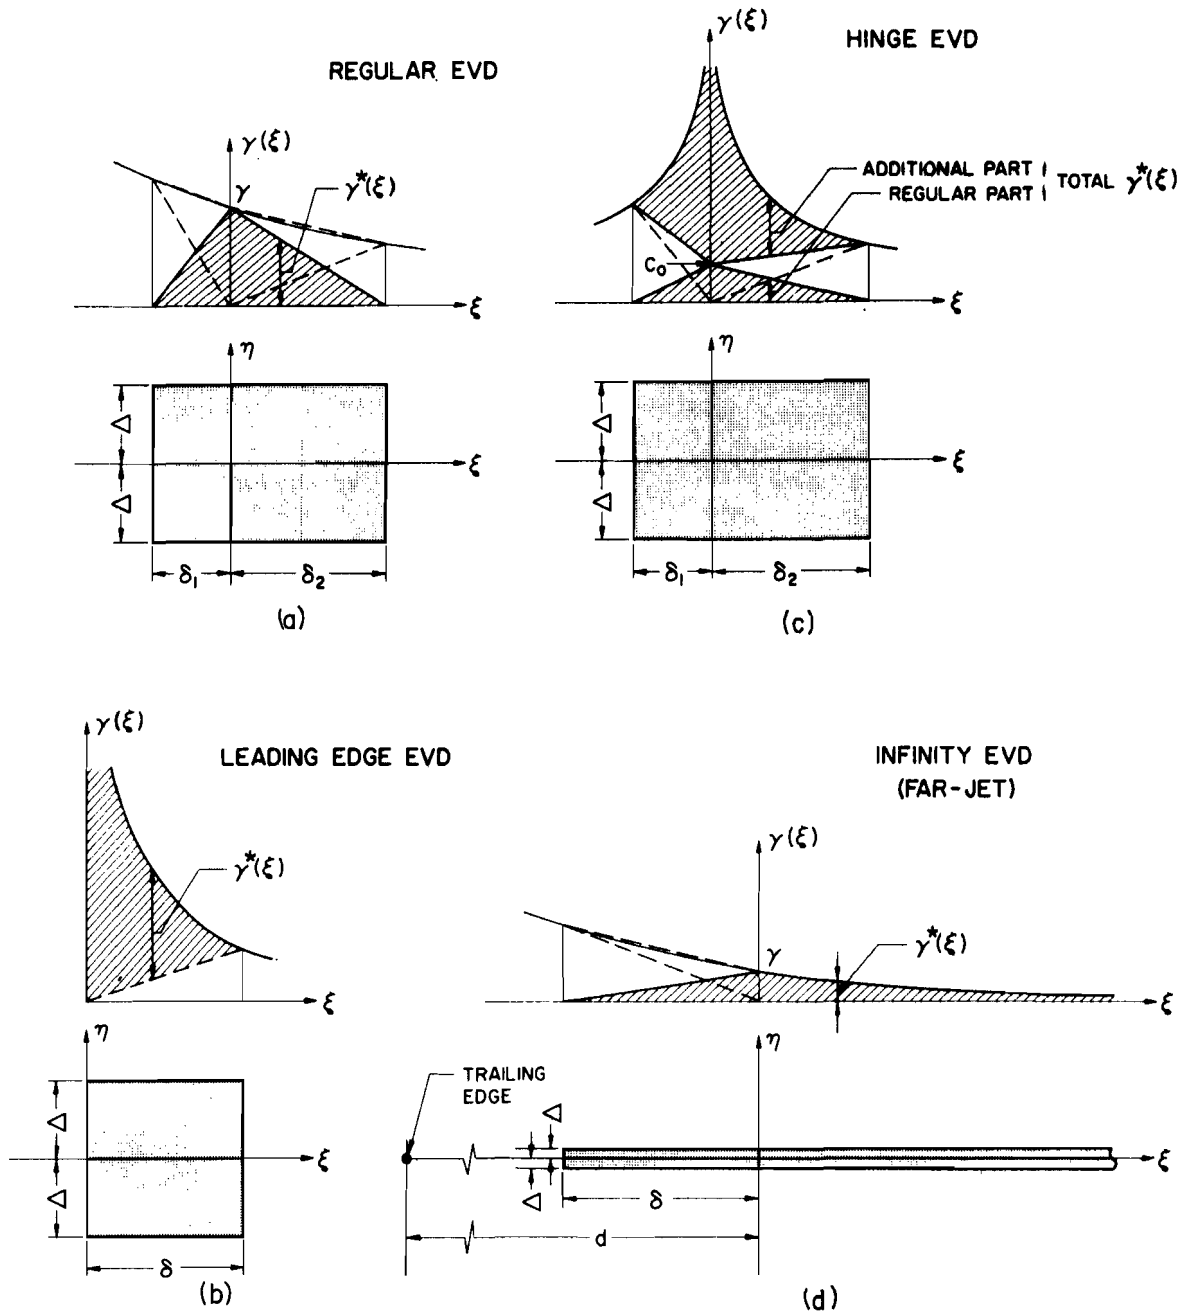 REGULAR EVD
γ(ξ)
γ
γ*(ξ)
ξ
η
Δ
Δ
ξ
δ₁
δ₂
(a)
HINGE EVD
γ(ξ)
ADDITIONAL PART
REGULAR PART
TOTAL γ*(ξ)
C₀
ξ
η
Δ
Δ
ξ
δ₁
δ₂
(c)
LEADING EDGE EVD
γ(ξ)
γ*(ξ)
ξ
η
Δ
Δ
ξ
δ
(b)
INFINITY EVD
(FAR-JET)
γ(ξ)
γ
γ*(ξ)
ξ
η
TRAILING
EDGE
Δ
Δ
ξ
δ
d
(d)